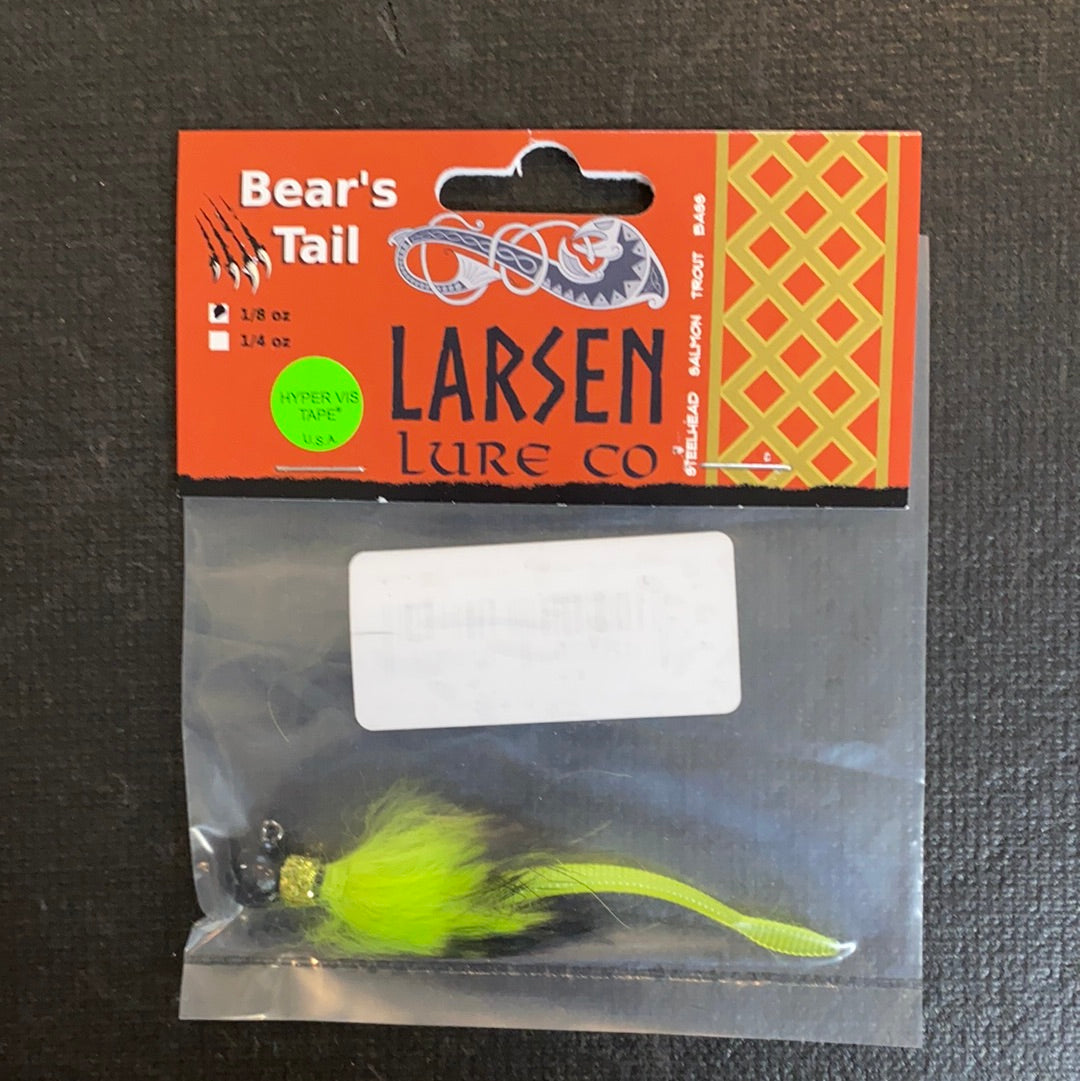 Bear's
Tail
1/8 oz
1/4 oz
HYPER VIS
TAPE®
U.S.A.
LARSEN
LURE CO
STEELHEAD SALMON TROUT BASS